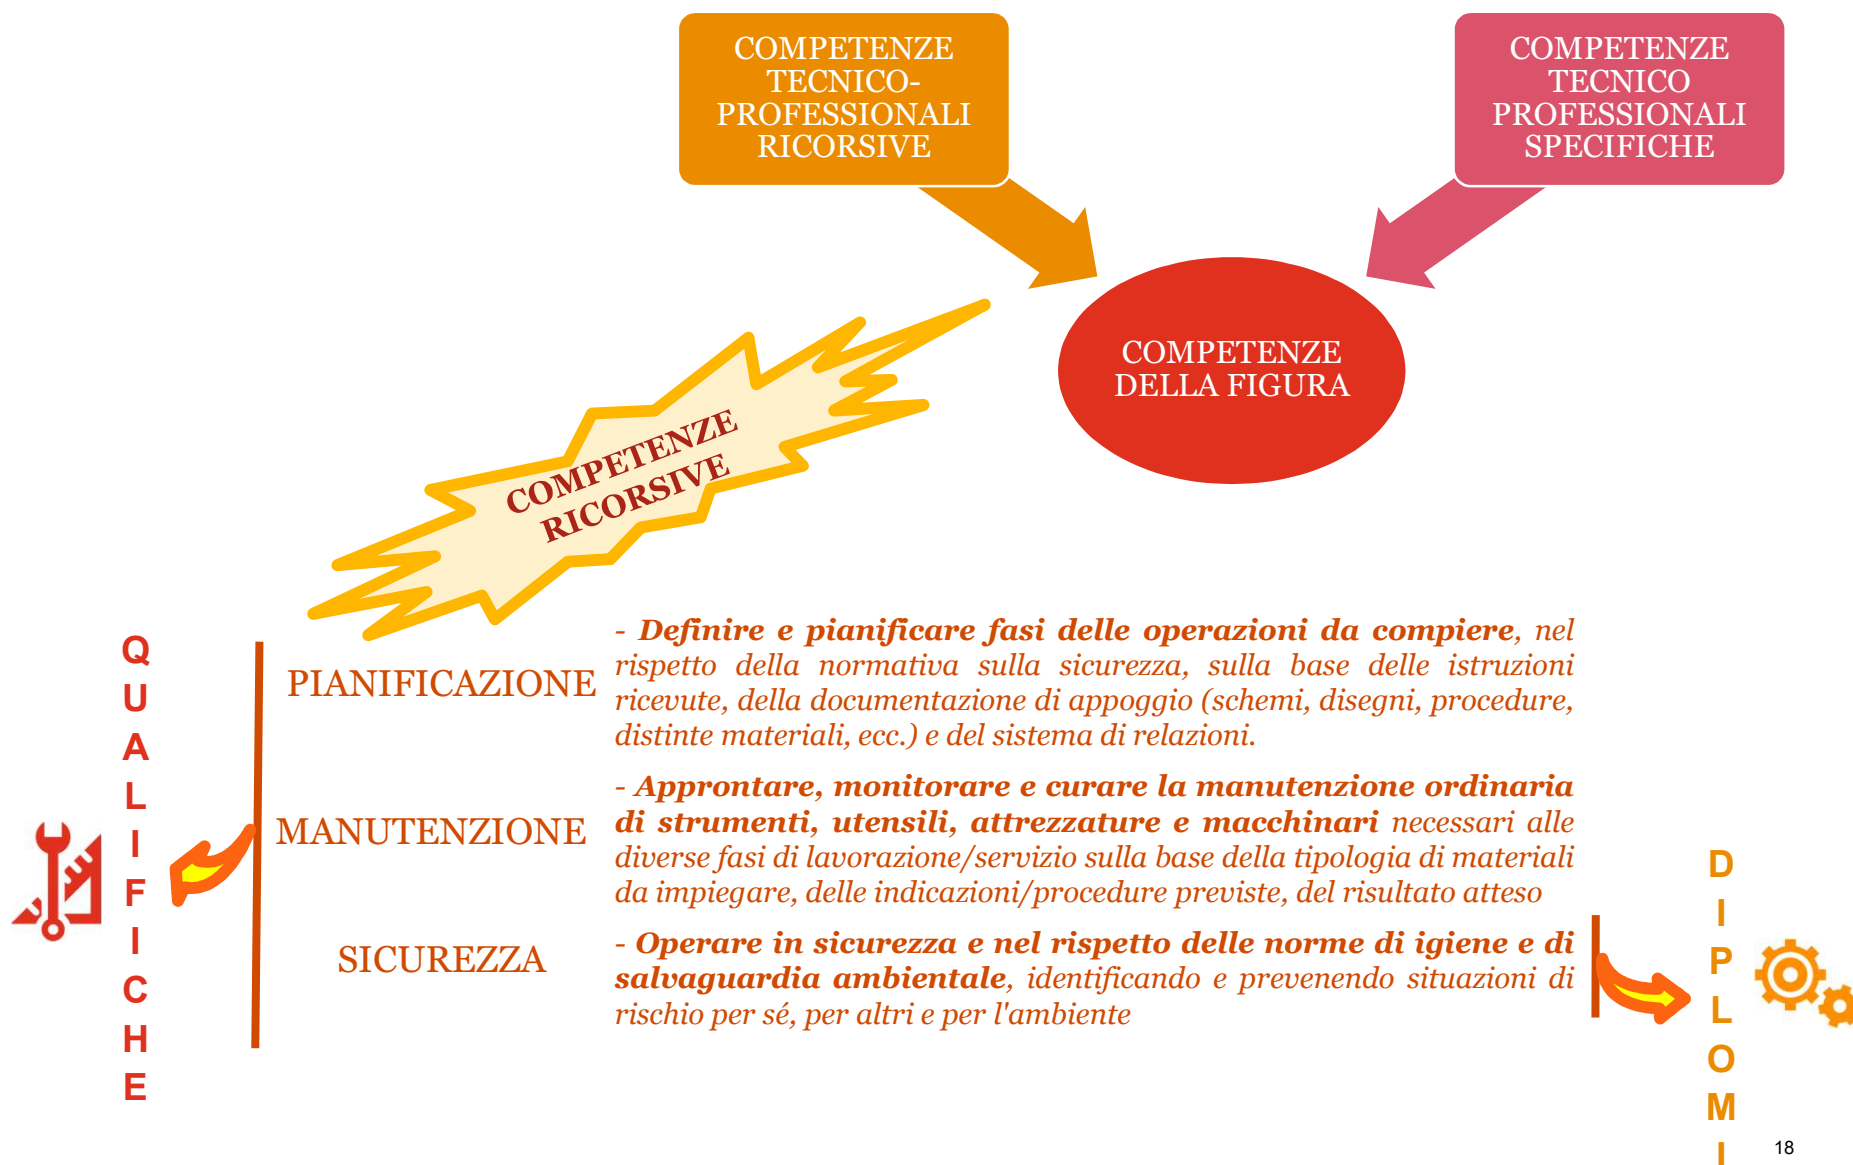 COMPETENZE
TECNICO-
PROFESSIONALI
RICORSIVE
COMPETENZE
TECNICO
PROFESSIONALI
SPECIFICHE
COMPETENZE
DELLA FIGURA
COMPETENZE
RICORSIVE
QUALIFICHE
PIANIFICAZIONE
- Definire e pianificare fasi delle operazioni da compiere, nel
rispetto della normativa sulla sicurezza, sulla base delle istruzioni
ricevute, della documentazione di appoggio (schemi, disegni, procedure,
distinte materiali, ecc.) e del sistema di relazioni.
MANUTENZIONE
- Approntare, monitorare e curare la manutenzione ordinaria
di strumenti, utensili, attrezzature e macchinari necessari alle
diverse fasi di lavorazione/servizio sulla base della tipologia di materiali
da impiegare, delle indicazioni/procedure previste, del risultato atteso
SICUREZZA
- Operare in sicurezza e nel rispetto delle norme di igiene e di
salvaguardia ambientale, identificando e prevenendo situazioni di
rischio per sé, per altri e per l'ambiente
DIPLOMI
18